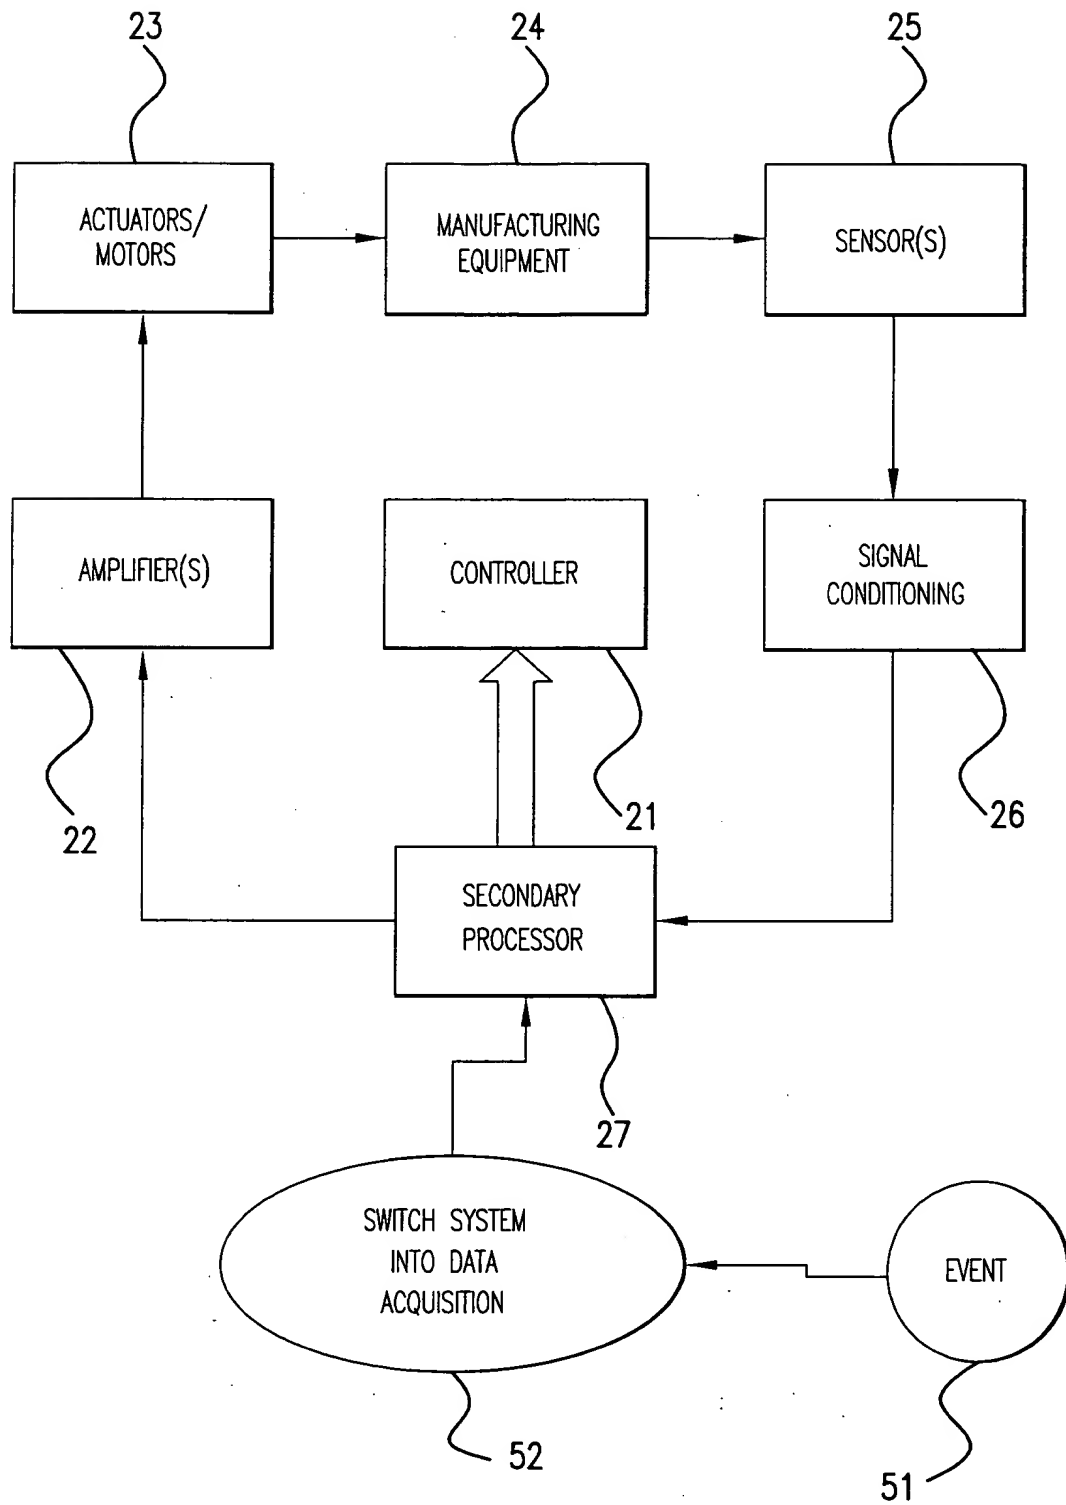 23
24
25
ACTUATORS/
MOTORS
MANUFACTURING
EQUIPMENT
SENSOR(S)
AMPLIFIER(S)
CONTROLLER
SIGNAL
CONDITIONING
22
21
26
SECONDARY
PROCESSOR
27
SWITCH SYSTEM
INTO DATA
ACQUISITION
EVENT
52
51